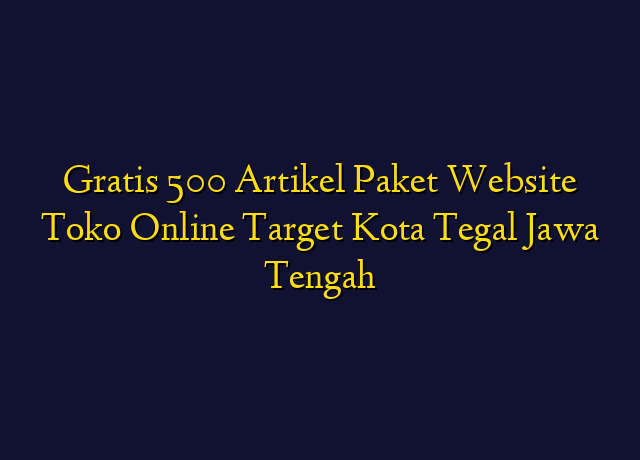 Gratis 500 Artikel Paket Website
Toko Online Target Kota Tegal Jawa
Tengah